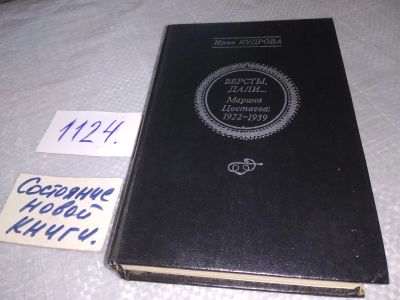 Ирма КУДРОВА
ВЕРСТЫ,
ДАЛИ...
Марина
Цветаева:
1922–1939
1124.
Состояние
новой
книги.